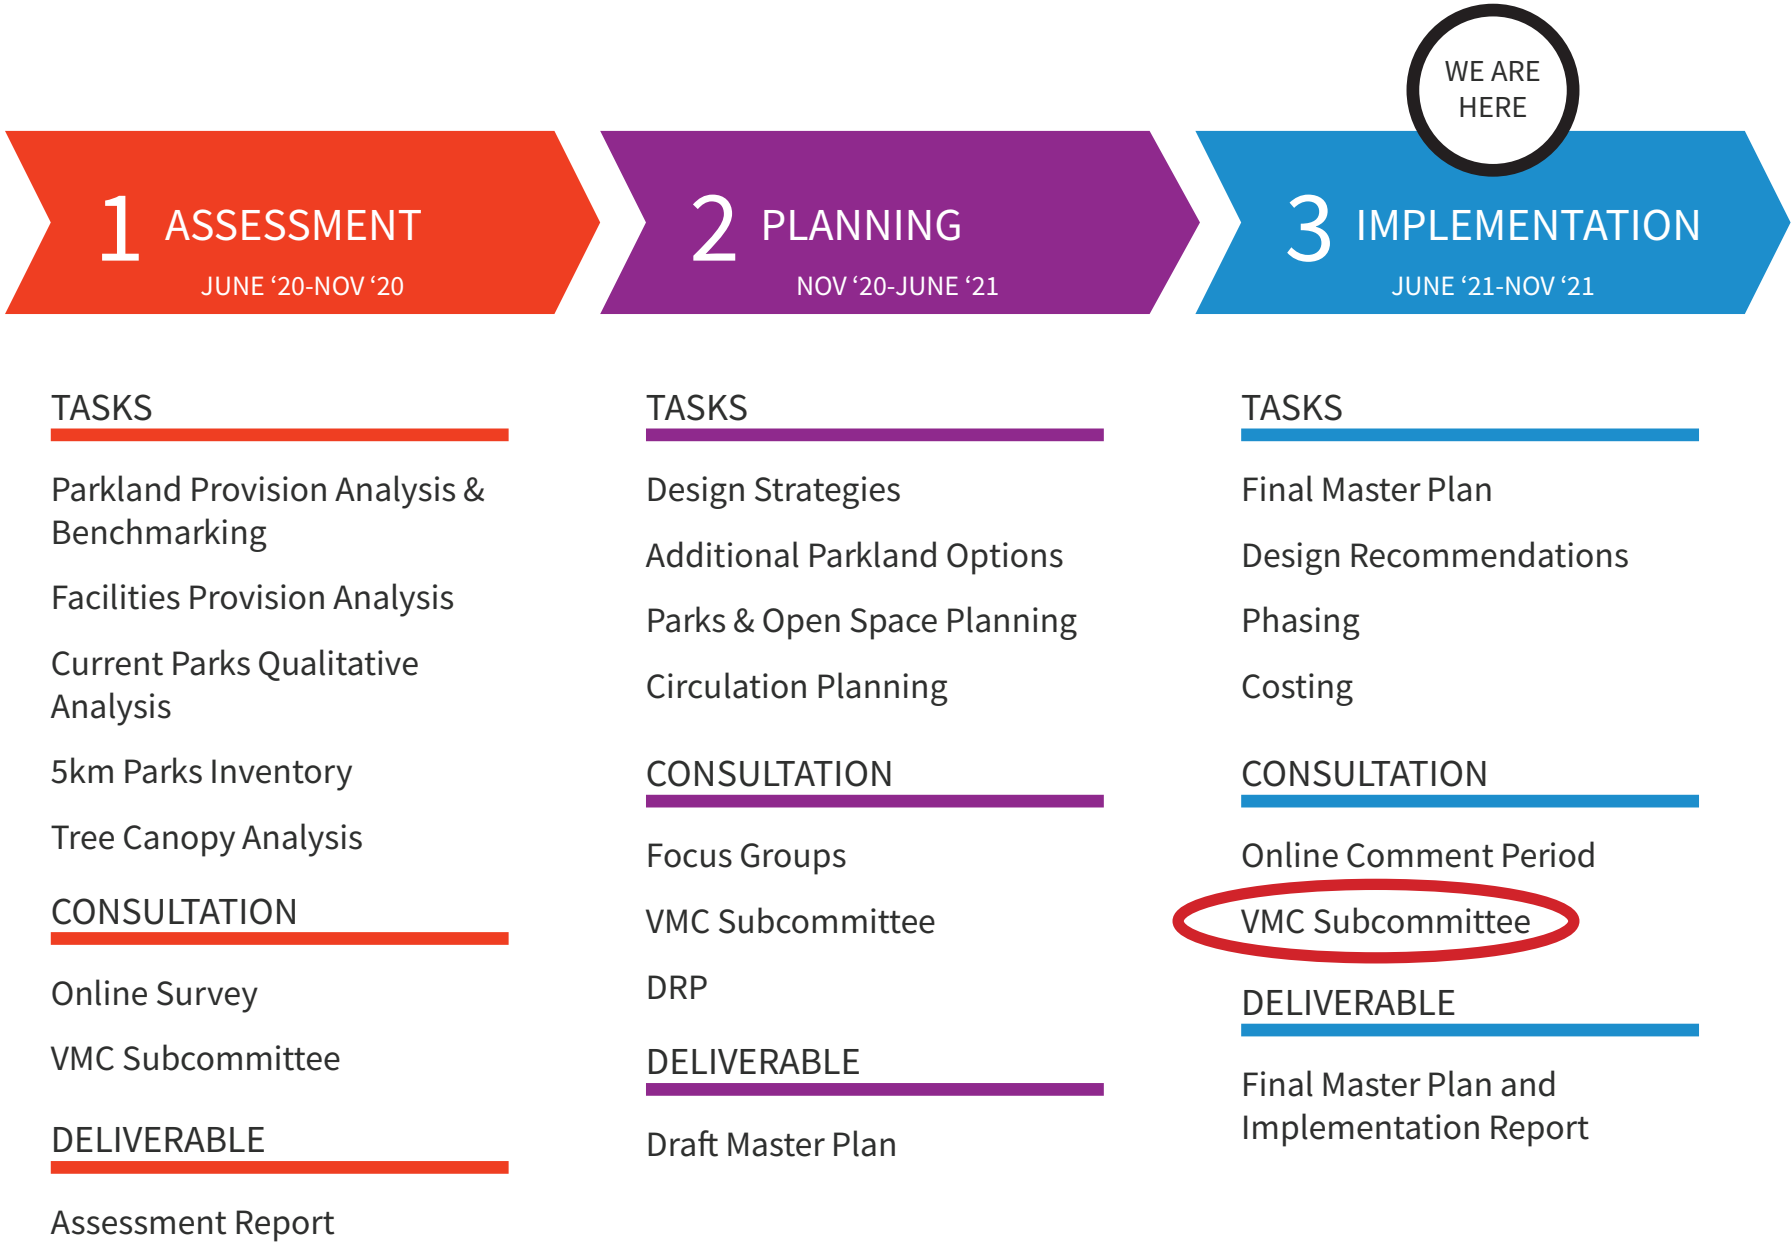 WE ARE
HERE
1 ASSESSMENT
JUNE ‘20-NOV ‘20
2 PLANNING
NOV ‘20-JUNE ‘21
3 IMPLEMENTATION
JUNE ‘21-NOV ‘21
TASKS
Parkland Provision Analysis &
Benchmarking
Facilities Provision Analysis
Current Parks Qualitative
Analysis
5km Parks Inventory
Tree Canopy Analysis
CONSULTATION
Online Survey
VMC Subcommittee
DELIVERABLE
Assessment Report
TASKS
Design Strategies
Additional Parkland Options
Parks & Open Space Planning
Circulation Planning
CONSULTATION
Focus Groups
VMC Subcommittee
DRP
DELIVERABLE
Draft Master Plan
TASKS
Final Master Plan
Design Recommendations
Phasing
Costing
CONSULTATION
Online Comment Period
VMC Subcommittee
DELIVERABLE
Final Master Plan and
Implementation Report